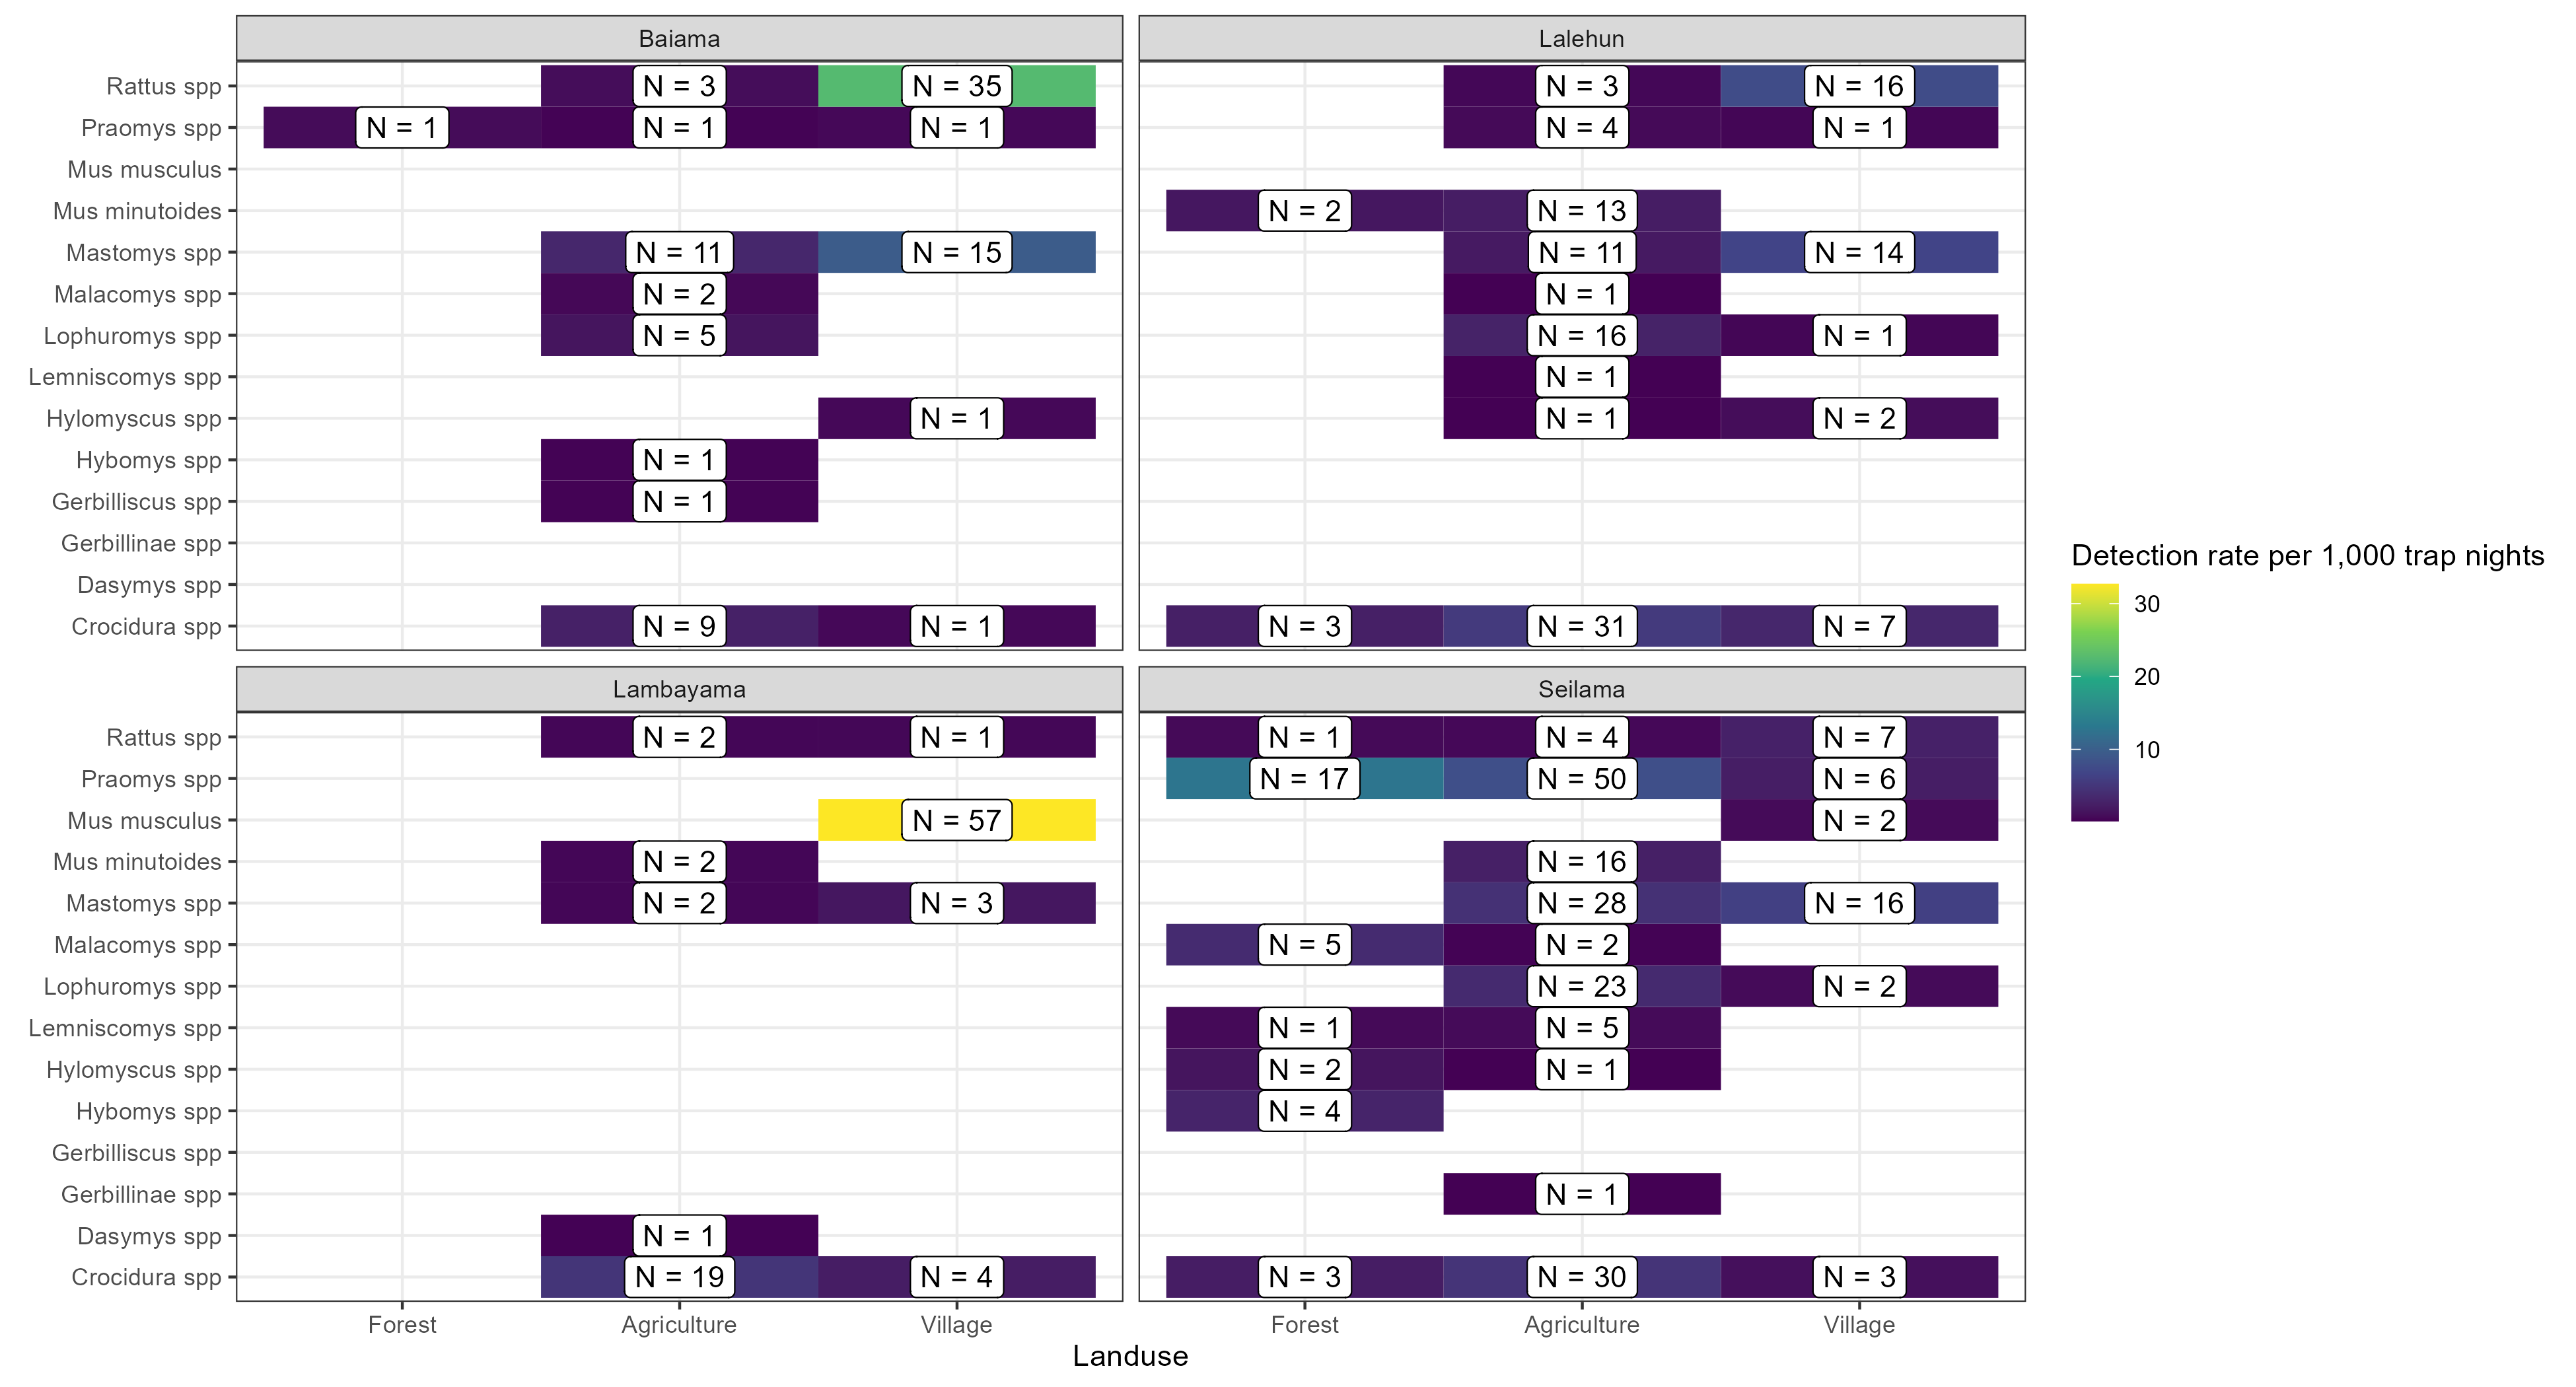 Baiama Lalehun
Rattus spp N = 3 N = 35 N = 3 N = 16
Praomys spp N = 1 N = 1 N = 1 N = 4 N = 1
Mus musculus
Mus minutoides N = 2 N = 13
Mastomys spp N = 11 N = 15 N = 11 N = 14
Malacomys spp N = 2 N = 1
Lophuromys spp N = 5 N = 16 N = 1
Lemniscomys spp N = 1
Hylomyscus spp N = 1 N = 1 N = 2
Hybomys spp N = 1
Gerbilliscus spp N = 1
Gerbillinae spp
Dasymys spp
Crocidura spp N = 9 N = 1 N = 3 N = 31 N = 7
Lambayama Seilama
Rattus spp N = 2 N = 1 N = 1 N = 4 N = 7
Praomys spp N = 17 N = 50 N = 6
Mus musculus N = 57 N = 2
Mus minutoides N = 2 N = 16
Mastomys spp N = 2 N = 3 N = 28 N = 16
Malacomys spp N = 5 N = 2
Lophuromys spp N = 23 N = 2
Lemniscomys spp N = 1 N = 5
Hylomyscus spp N = 2 N = 1
Hybomys spp N = 4
Gerbilliscus spp
Gerbillinae spp N = 1
Dasymys spp N = 1
Crocidura spp N = 19 N = 4 N = 3 N = 30 N = 3
Forest Agriculture Village Forest Agriculture Village
Landuse
Detection rate per 1,000 trap nights
30
20
10